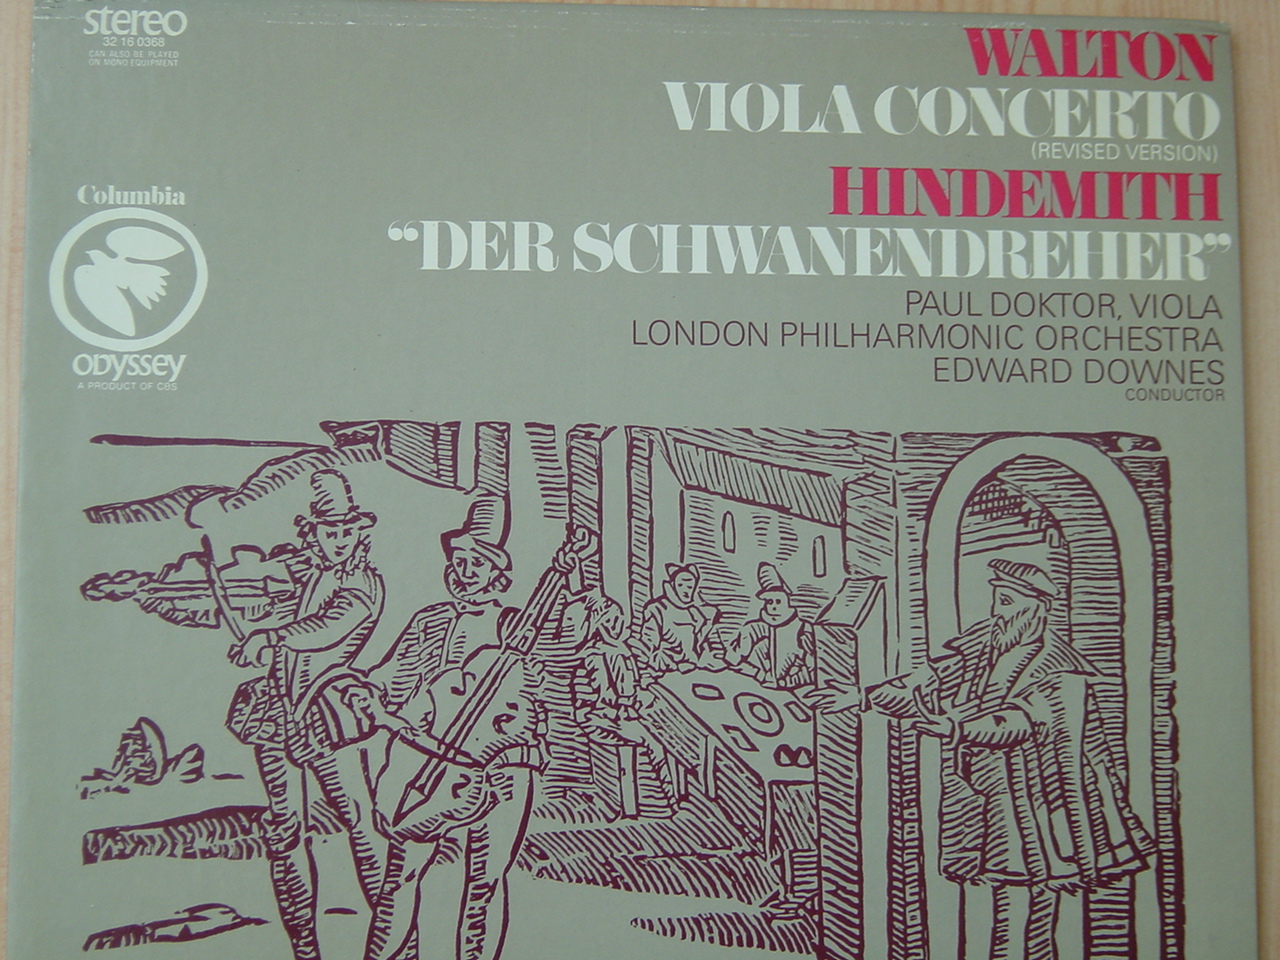 stereo
32 16 0368
CAN ALSO BE PLAYED
ON MONO EQUIPMENT
WALTON
VIOLA CONCERTO
(REVISED VERSION)
HINDEMITH
“DER SCHWANENDREHER”
PAUL DOKTOR, VIOLA
LONDON PHILHARMONIC ORCHESTRA
EDWARD DOWNES
CONDUCTOR
Columbia
ODYSSEY
A PRODUCT OF CBS